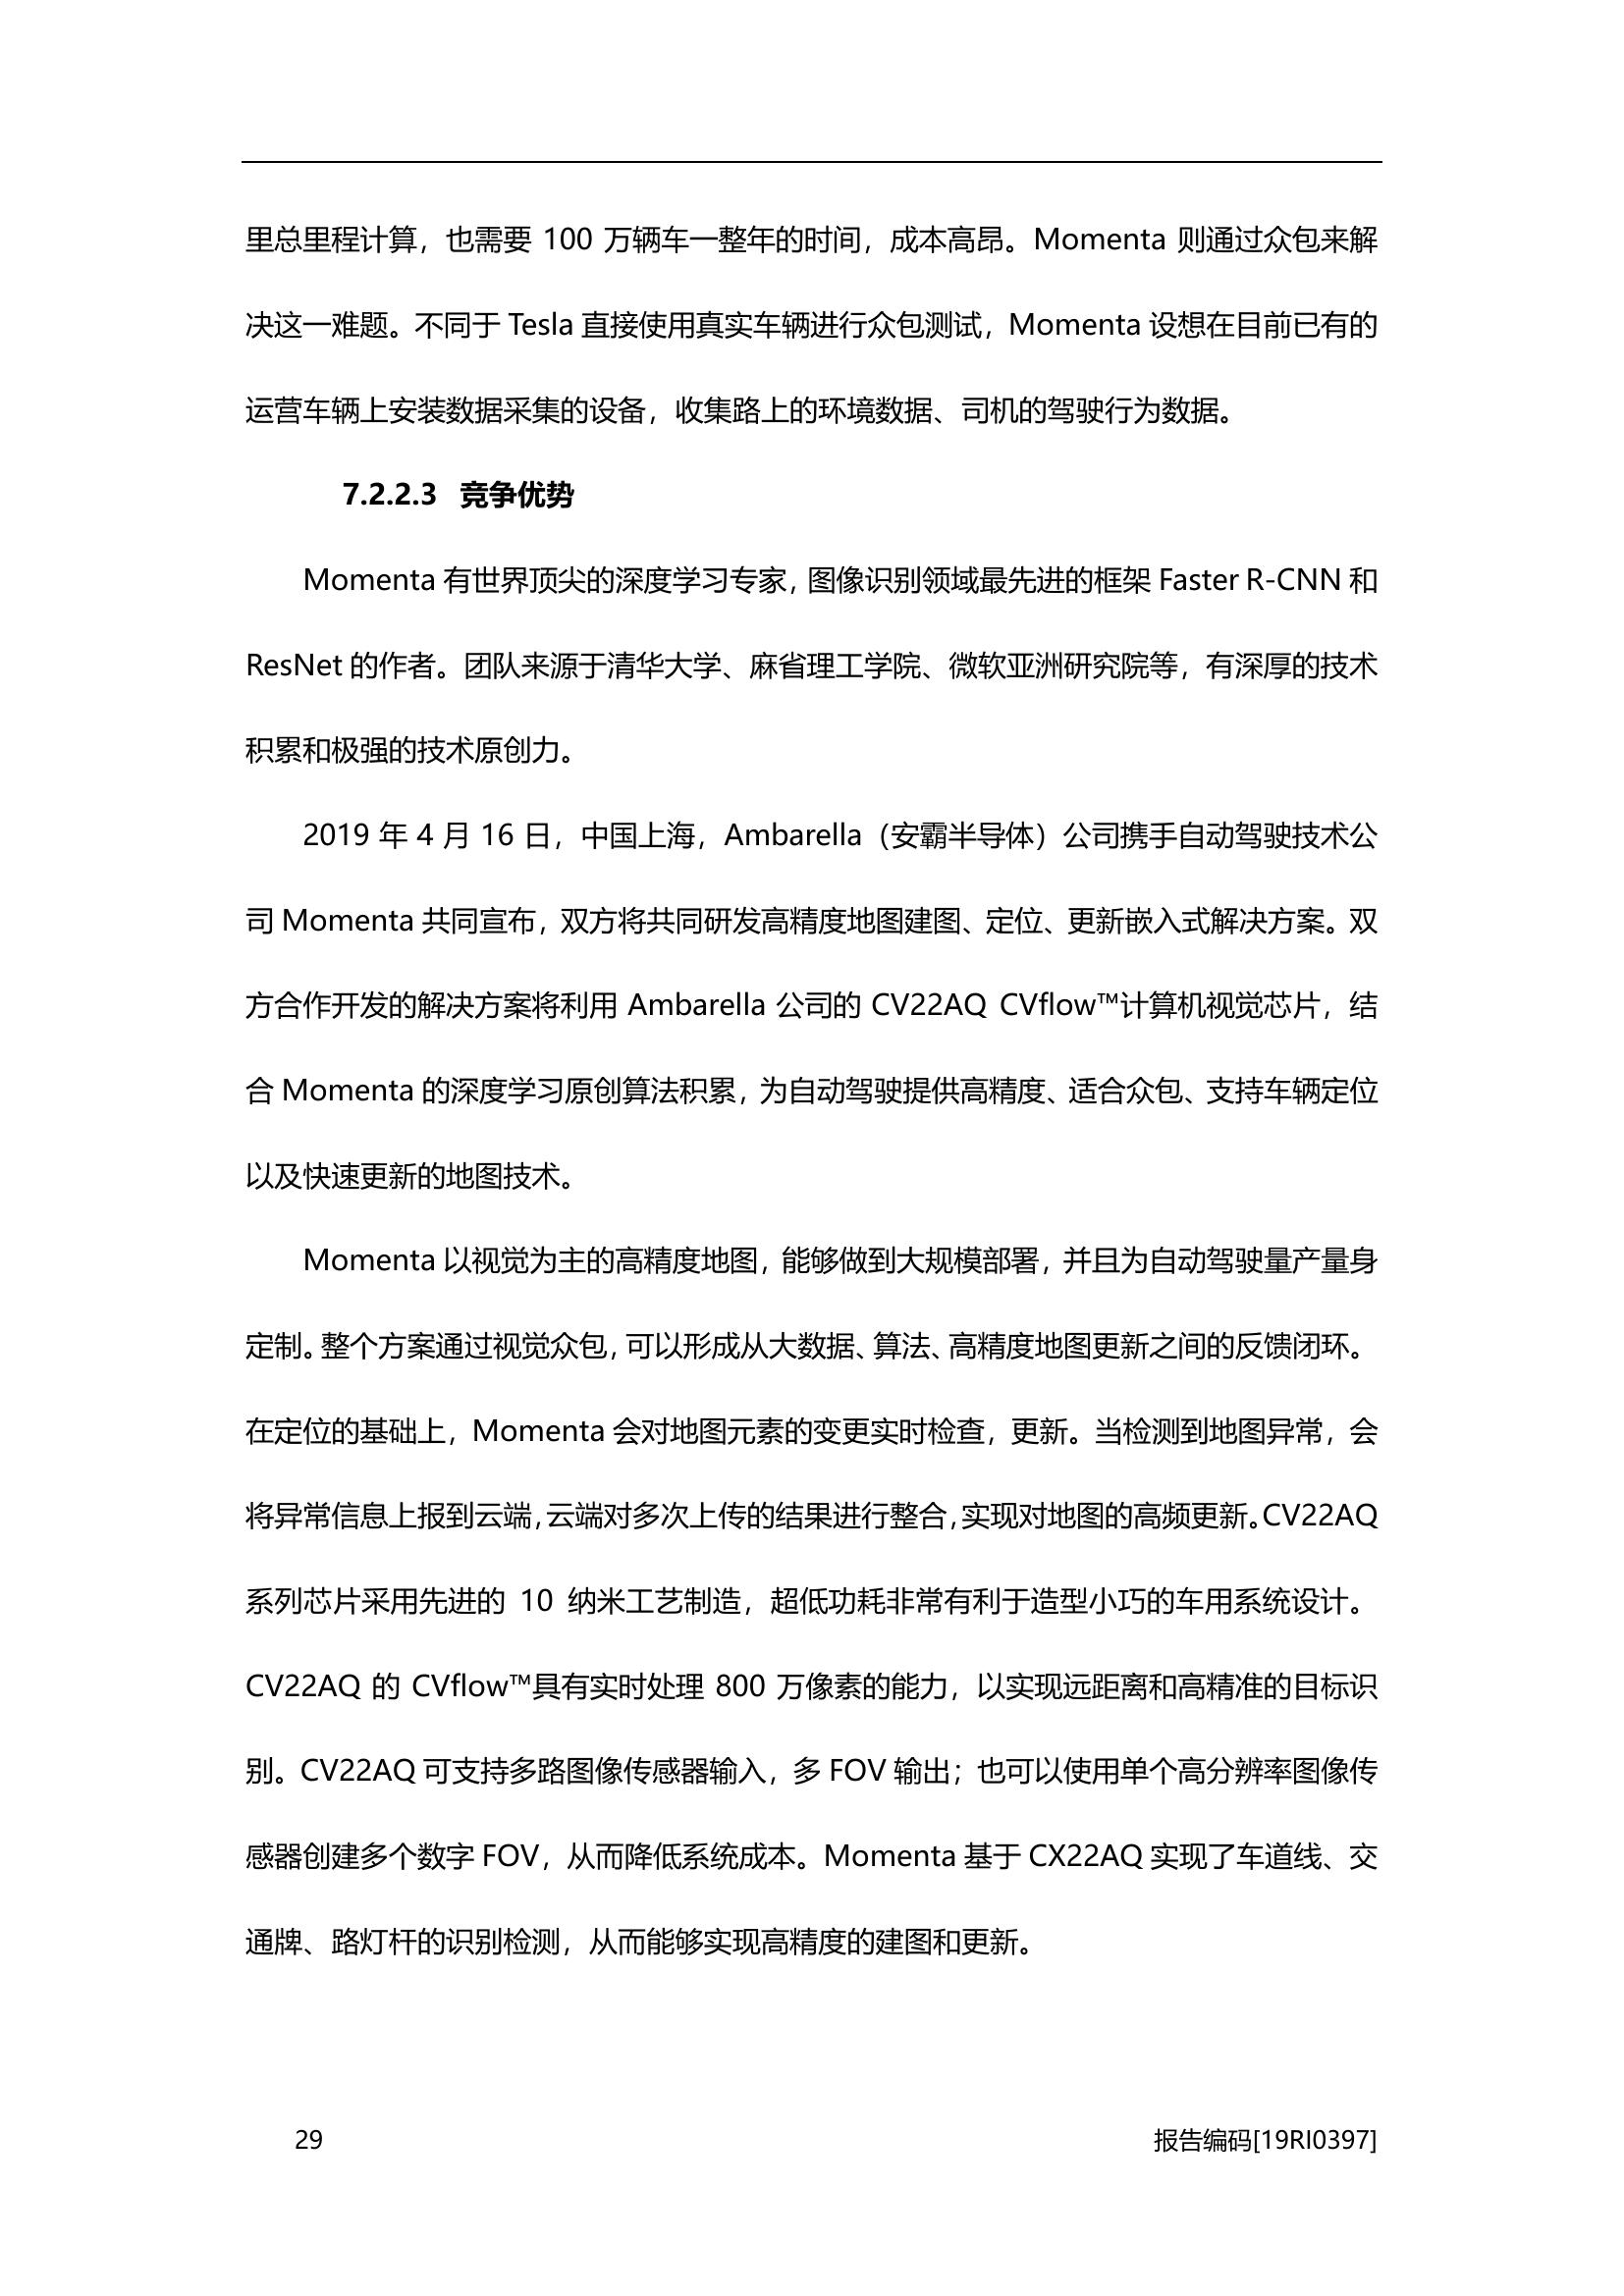 里总里程计算，也需要 100 万辆车一整年的时间，成本高昂。Momenta 则通过众包来解
决这一难题。不同于 Tesla 直接使用真实车辆进行众包测试，Momenta 设想在目前已有的
运营车辆上安装数据采集的设备，收集路上的环境数据、司机的驾驶行为数据。
7.2.2.3 竞争优势
Momenta 有世界顶尖的深度学习专家，图像识别领域最先进的框架 Faster R-CNN 和
ResNet 的作者。团队来源于清华大学、麻省理工学院、微软亚洲研究院等，有深厚的技术
积累和极强的技术原创力。
2019 年 4 月 16 日，中国上海，Ambarella（安霸半导体）公司携手自动驾驶技术公
司 Momenta 共同宣布，双方将共同研发高精度地图建图、定位、更新嵌入式解决方案。双
方合作开发的解决方案将利用 Ambarella 公司的 CV22AQ CVflow™计算机视觉芯片，结
合 Momenta 的深度学习原创算法积累，为自动驾驶提供高精度、适合众包、支持车辆定位
以及快速更新的地图技术。
Momenta 以视觉为主的高精度地图，能够做到大规模部署，并且为自动驾驶量产量身
定制。整个方案通过视觉众包，可以形成从大数据、算法、高精度地图更新之间的反馈闭环。
在定位的基础上，Momenta 会对地图元素的变更实时检查，更新。当检测到地图异常，会
将异常信息上报到云端，云端对多次上传的结果进行整合，实现对地图的高频更新。CV22AQ
系列芯片采用先进的 10 纳米工艺制造，超低功耗非常有利于造型小巧的车用系统设计。
CV22AQ 的 CVflow™具有实时处理 800 万像素的能力，以实现远距离和高精准的目标识
别。CV22AQ 可支持多路图像传感器输入，多 FOV 输出；也可以使用单个高分辨率图像传
感器创建多个数字 FOV，从而降低系统成本。Momenta 基于 CX22AQ 实现了车道线、交
通牌、路灯杆的识别检测，从而能够实现高精度的建图和更新。
29 报告编码[19RI0397]